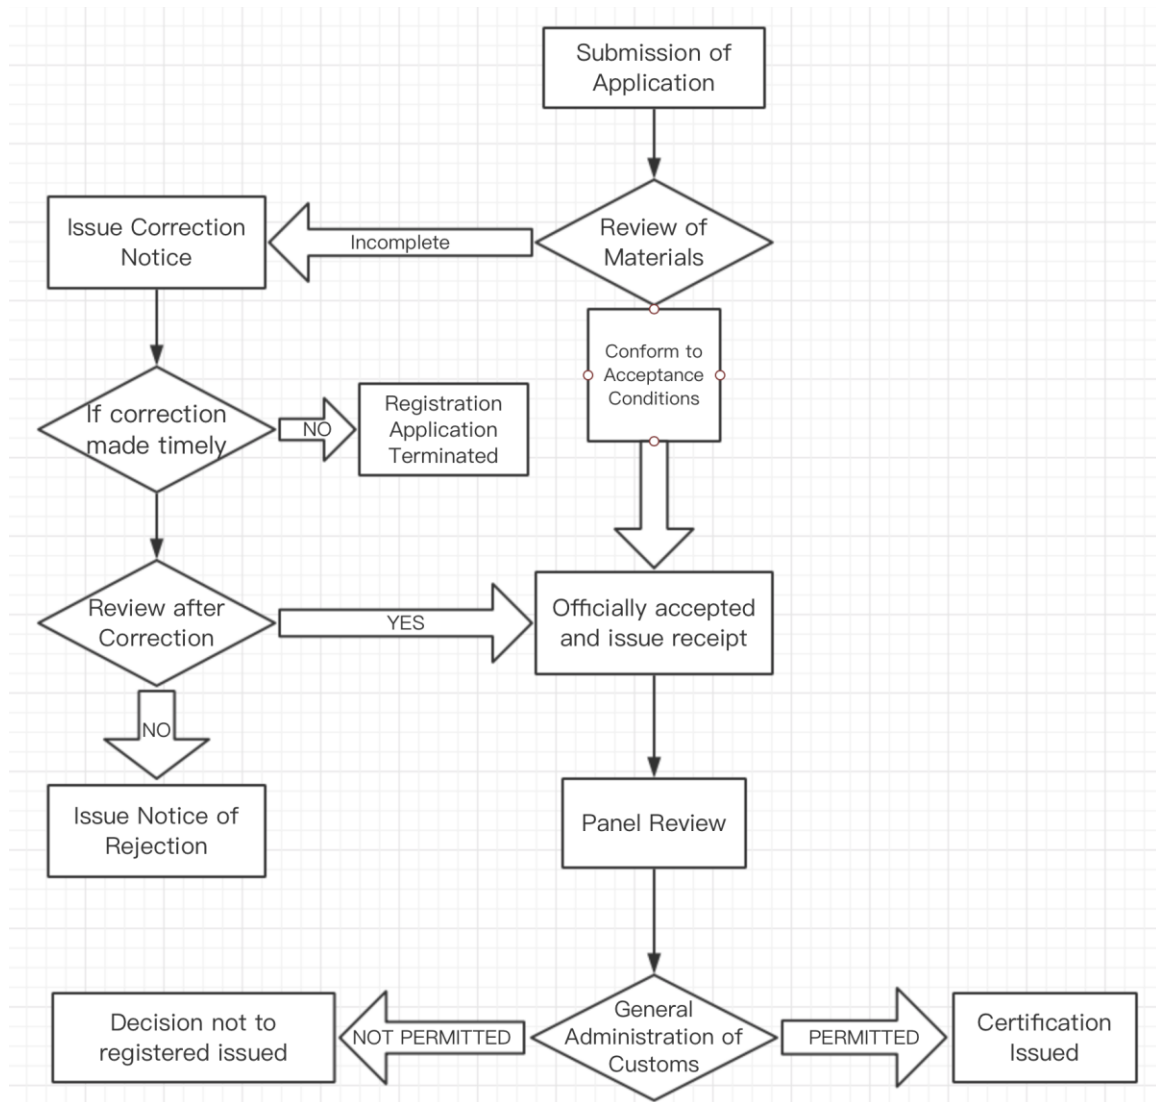 Submission of
Application
Review of
Materials
Incomplete
Issue Correction
Notice
Conform to
Acceptance
Conditions
If correction
made timely
NO
Registration
Application
Terminated
Review after
Correction
YES
Officially accepted
and issue receipt
NO
Issue Notice of
Rejection
Panel Review
General
Administration of
Customs
NOT PERMITTED
Decision not to
registered issued
PERMITTED
Certification
Issued